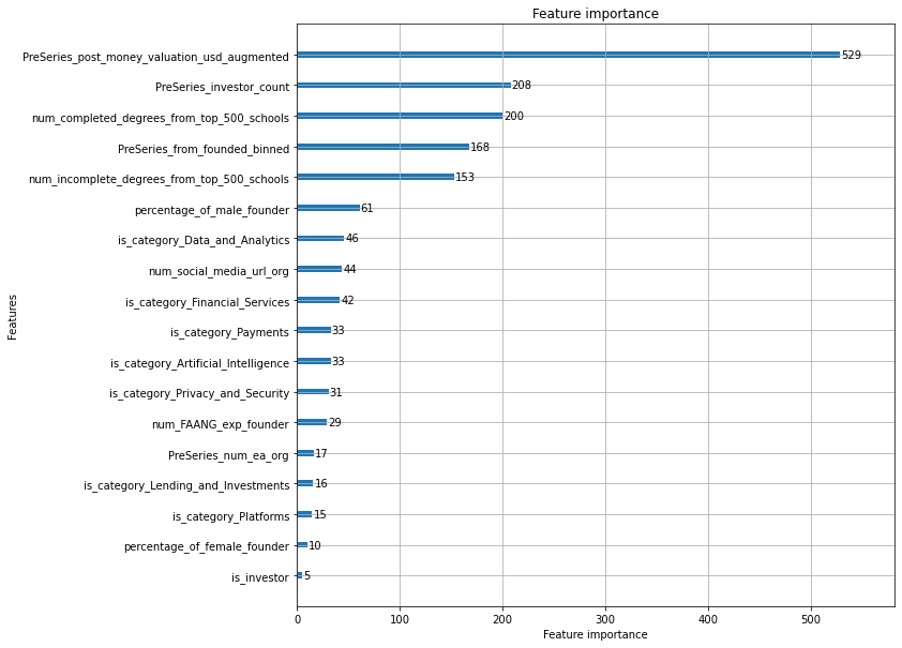 Feature importance
PreSeries_post_money_valuation_usd_augmented 529
PreSeries_investor_count 208
num_completed_degrees_from_top_500_schools 200
PreSeries_from_founded_binned 168
num_incomplete_degrees_from_top_500_schools 153
percentage_of_male_founder 61
is_category_Data_and_Analytics 46
num_social_media_url_org 44
is_category_Financial_Services 42
Features
is_category_Payments 33
is_category_Artificial_Intelligence 33
is_category_Privacy_and_Security 31
num_FAANG_exp_founder 29
PreSeries_num_ea_org 17
is_category_Lending_and_Investments 16
is_category_Platforms 15
percentage_of_female_founder 10
is_investor 5
0 100 200 300 400 500
Feature importance